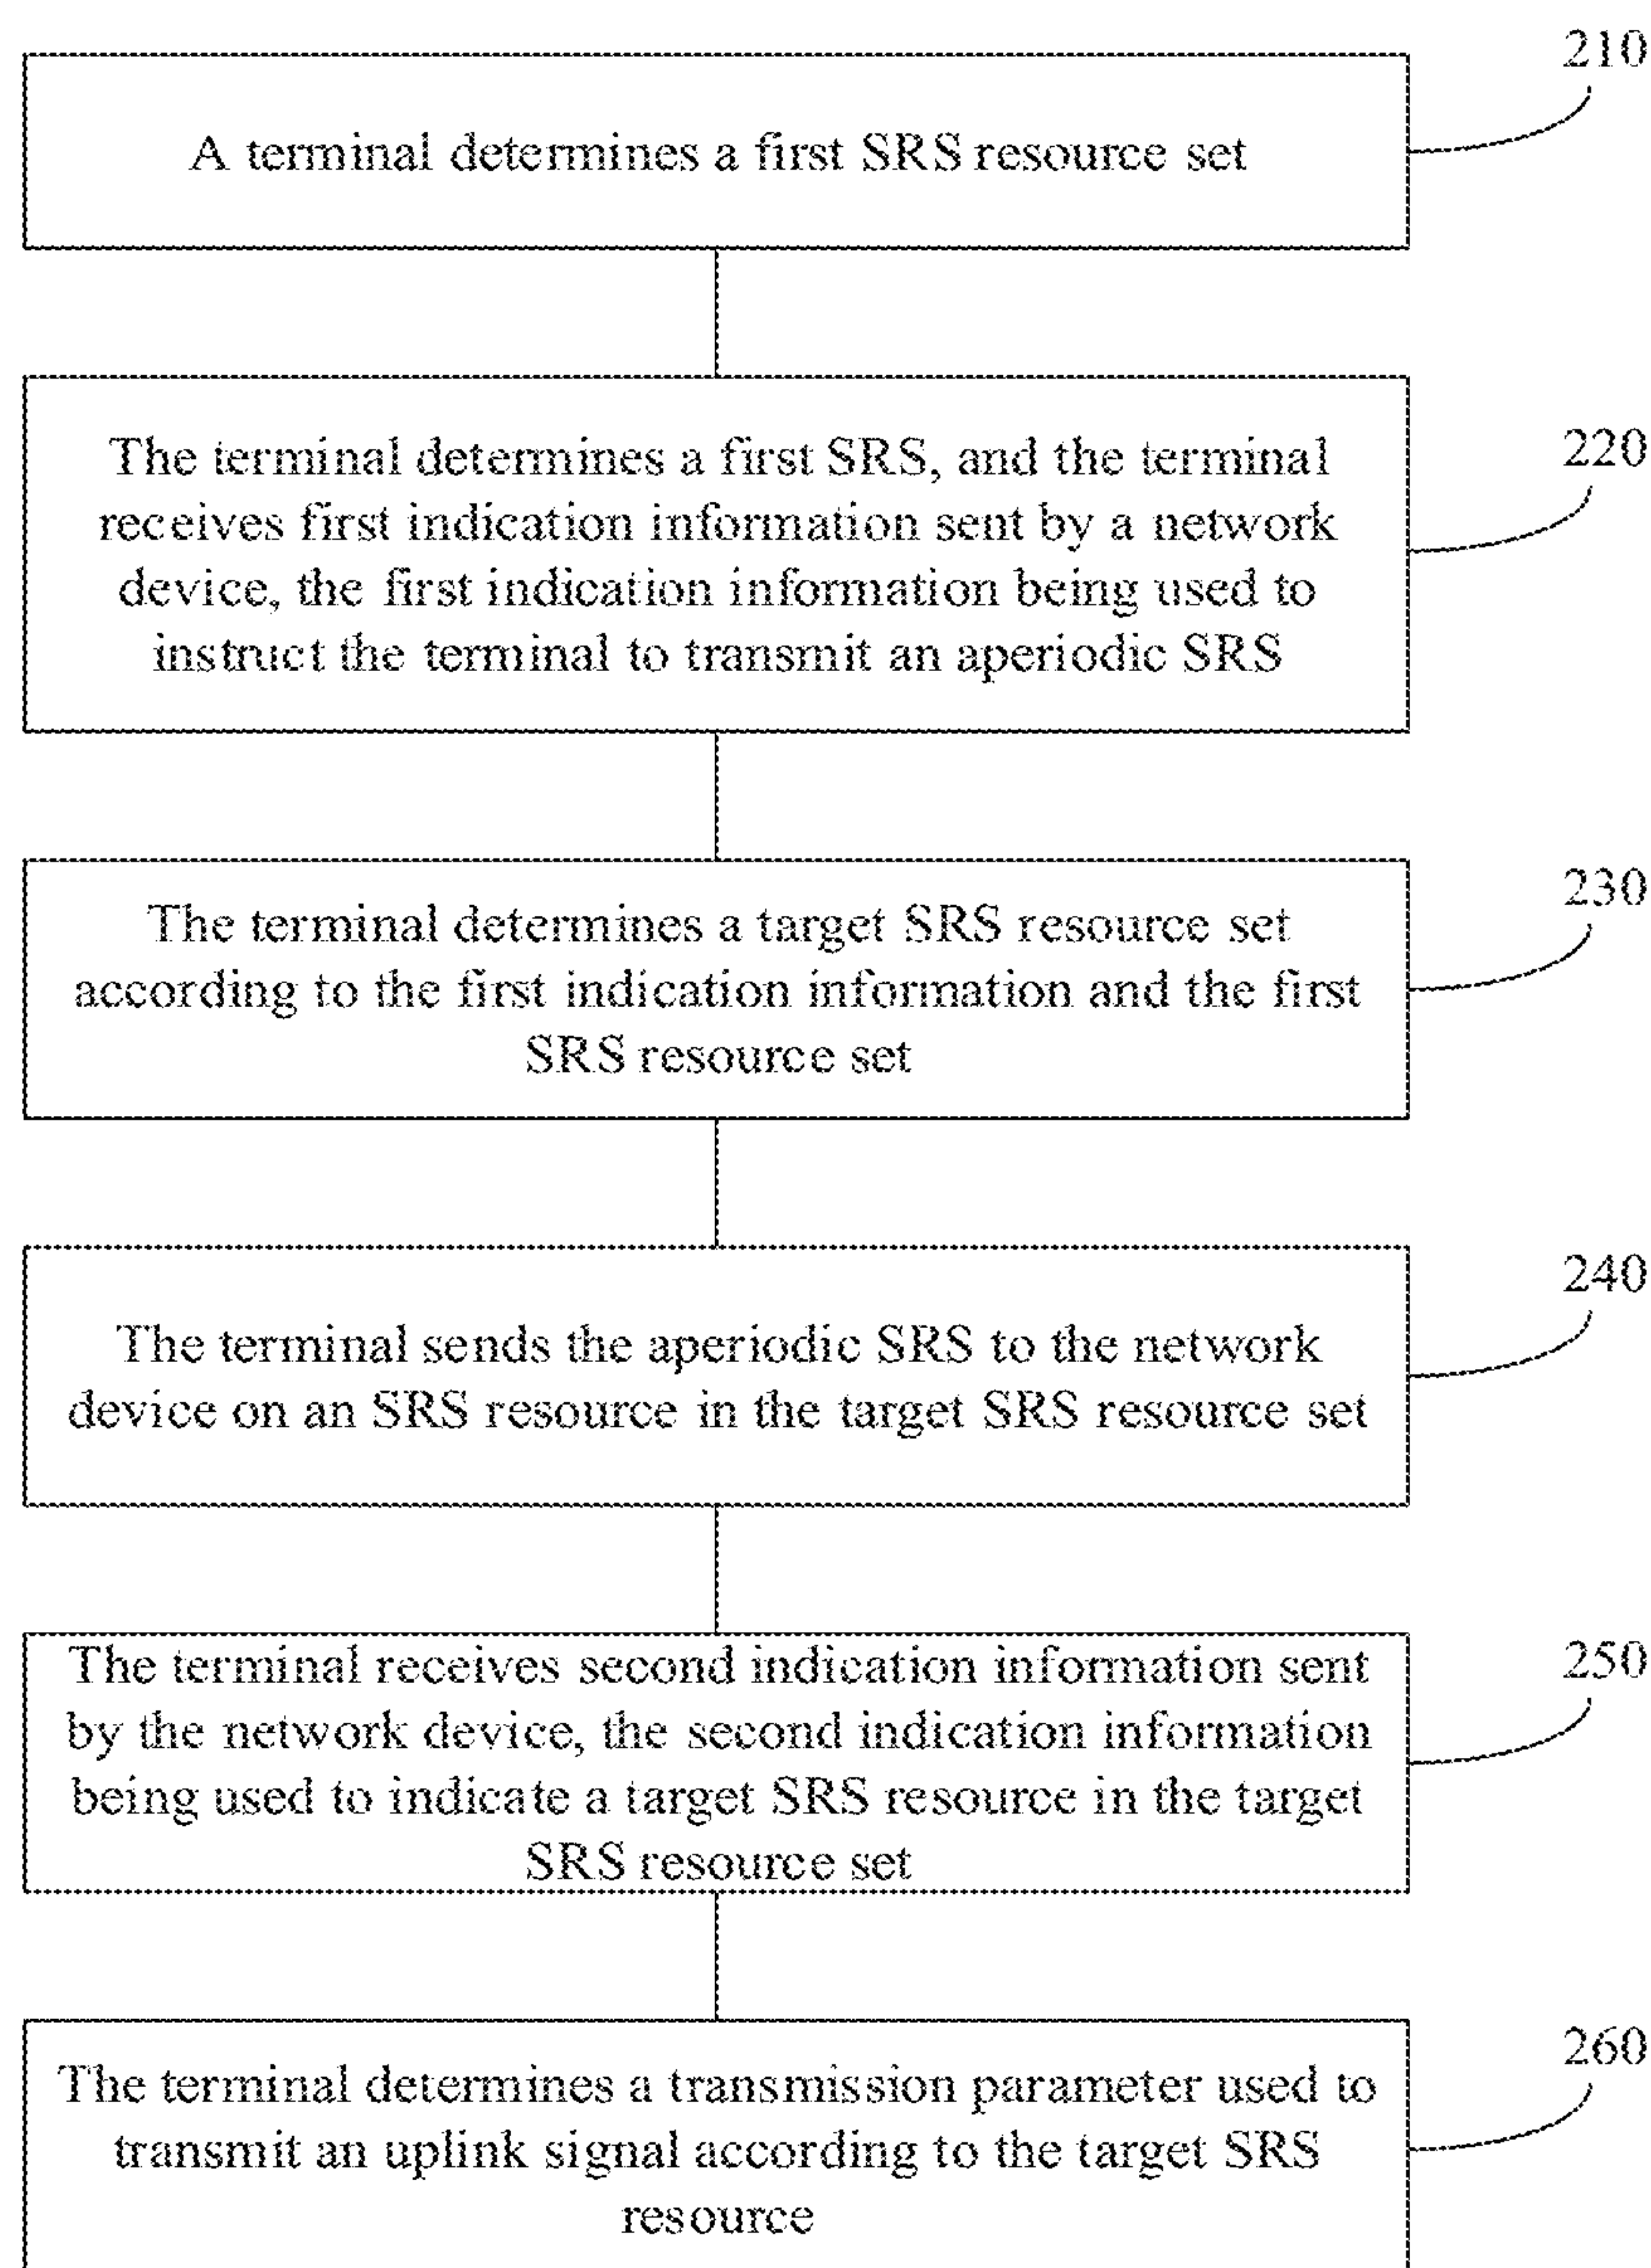 210
A terminal determines a first SRS resource set
220
The terminal determines a first SRS, and the terminal
receives first indication information sent by a network
device, the first indication information being used to
instruct the terminal to transmit an aperiodic SRS
230
The terminal determines a target SRS resource set
according to the first indication information and the first
SRS resource set
240
The terminal sends the aperiodic SRS to the network
device on an SRS resource in the target SRS resource set
250
The terminal receives second indication information sent
by the network device, the second indication information
being used to indicate a target SRS resource in the target
SRS resource set
260
The terminal determines a transmission parameter used to
transmit an uplink signal according to the target SRS
resource